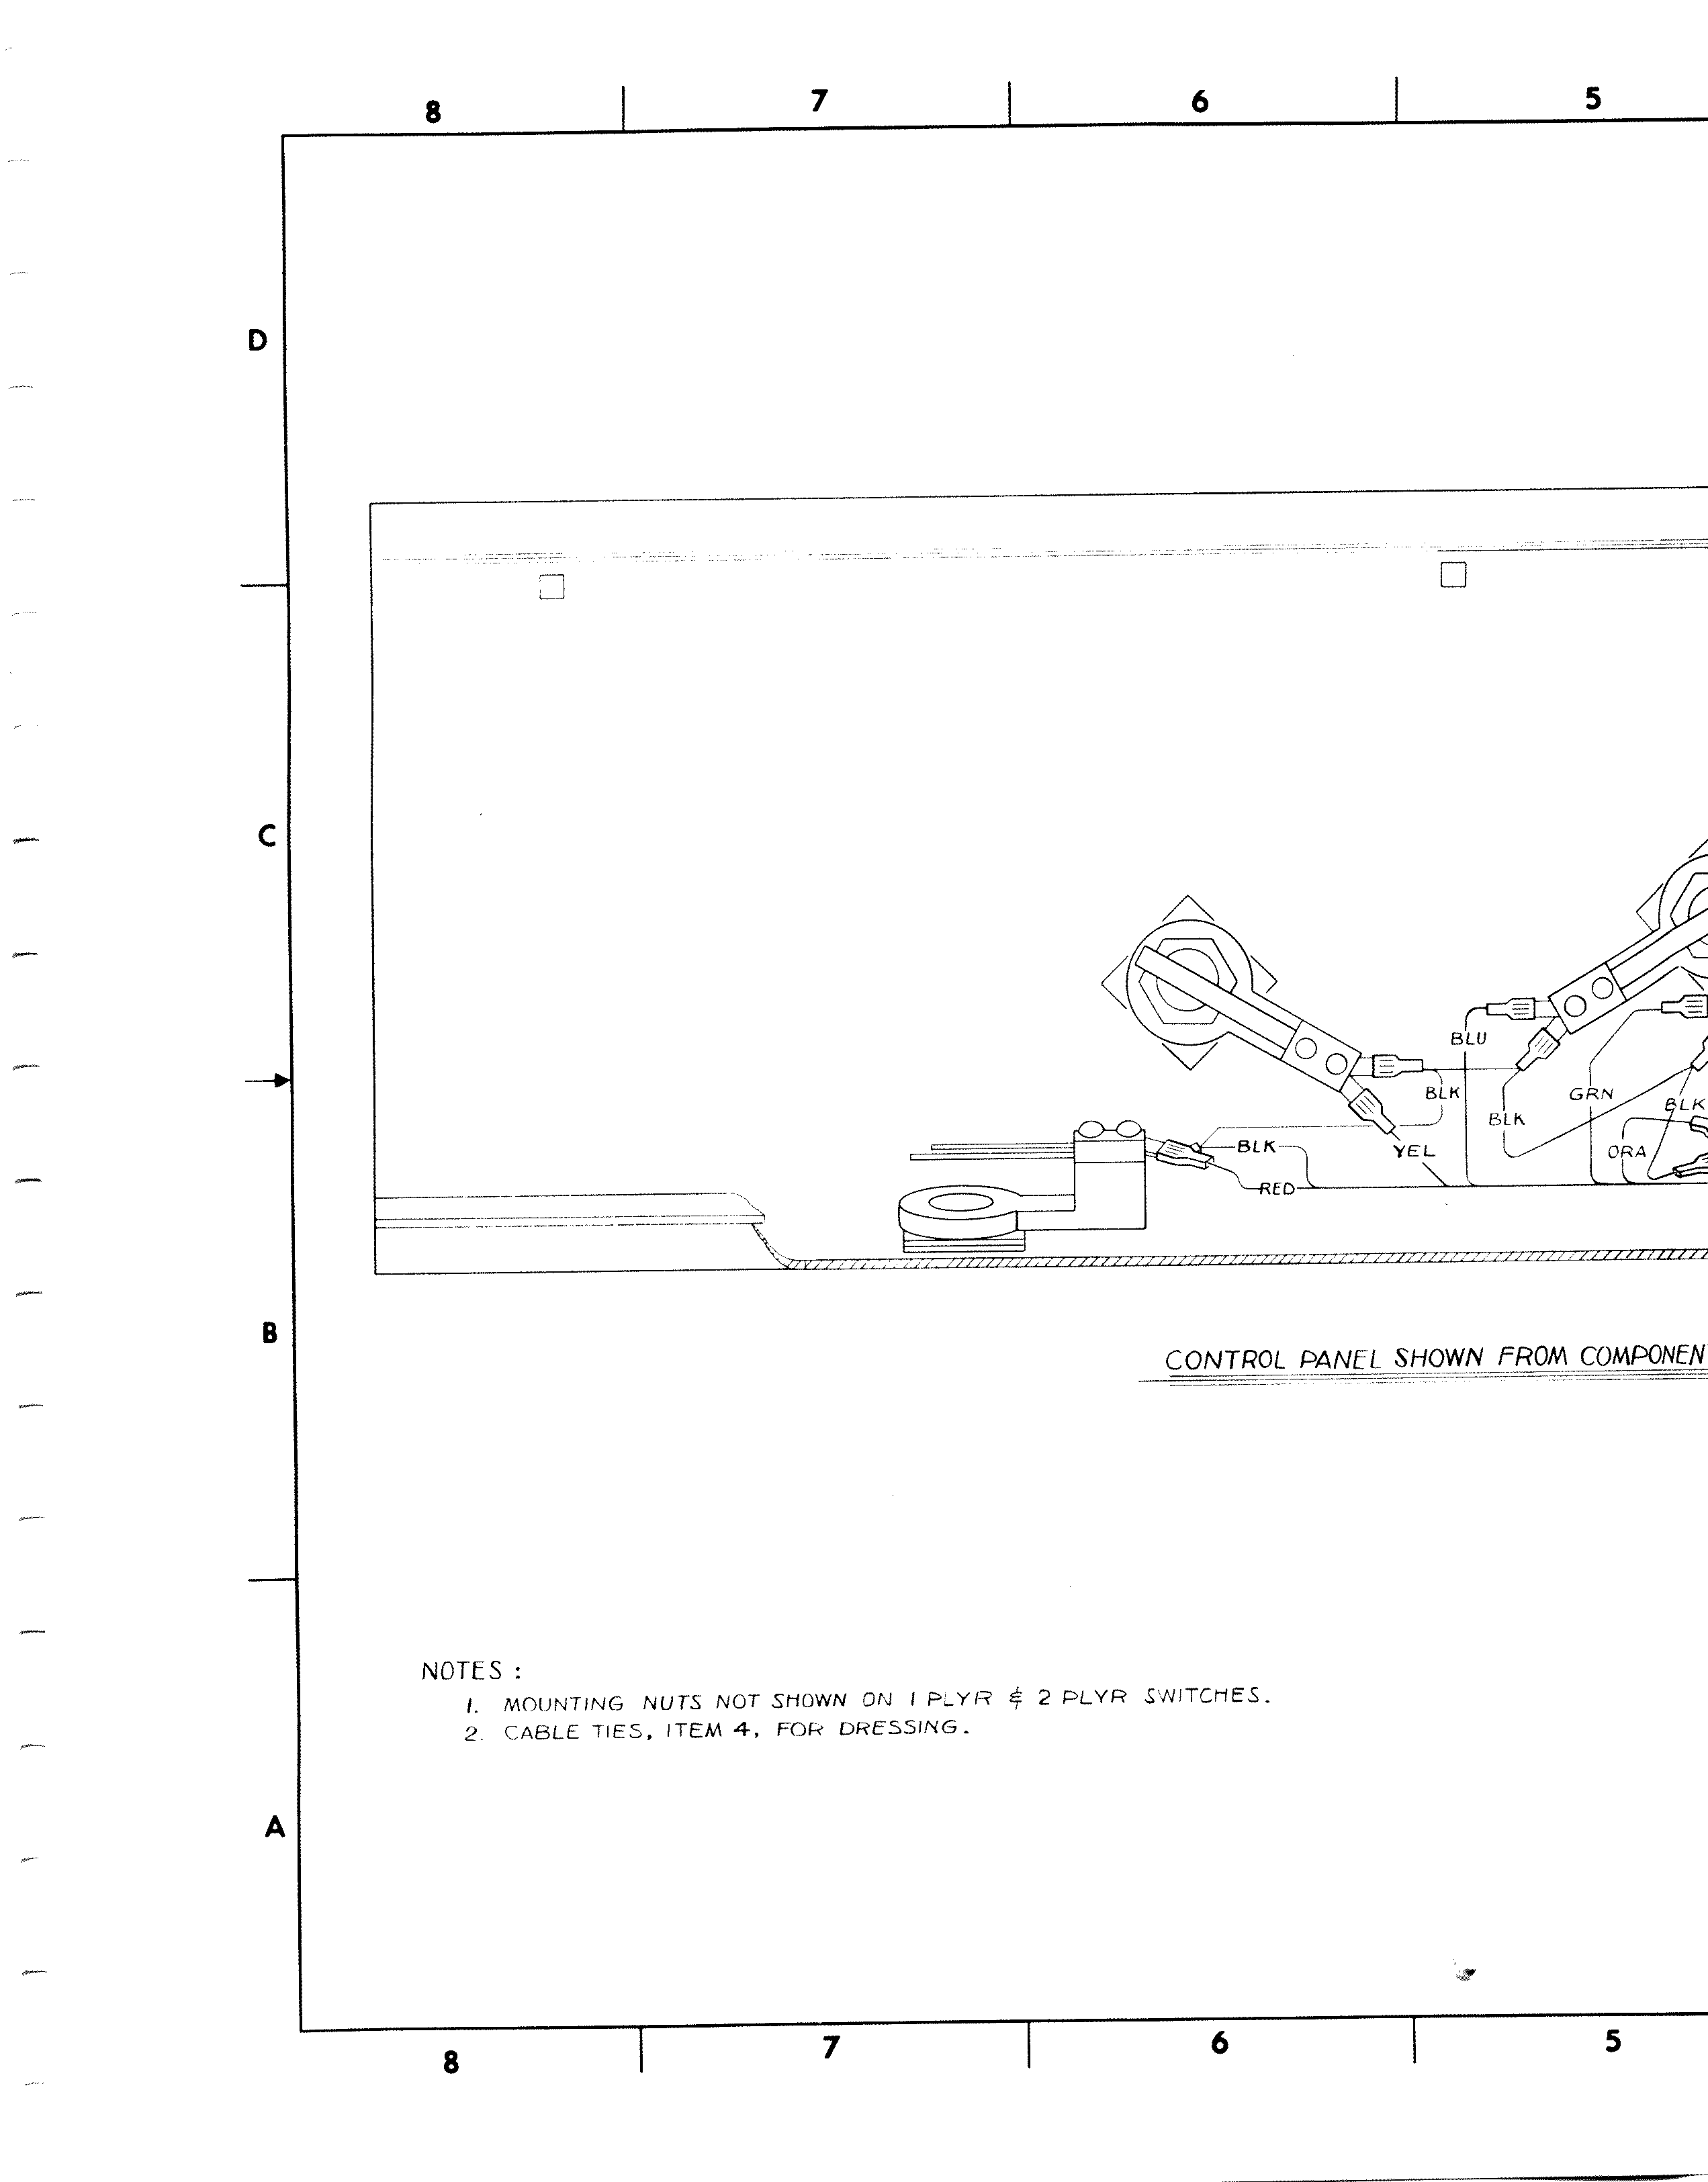 8 7 6 5
D
C
BLU
BLK
GRN
BLK
BLK
BLK
YEL
ORA
RED
B
CONTROL PANEL SHOWN FROM COMPONEN
NOTES :
1. MOUNTING NUTS NOT SHOWN ON 1 PLYR & 2 PLYR SWITCHES.
2. CABLE TIES, ITEM 4, FOR DRESSING.
A
8 7 6 5